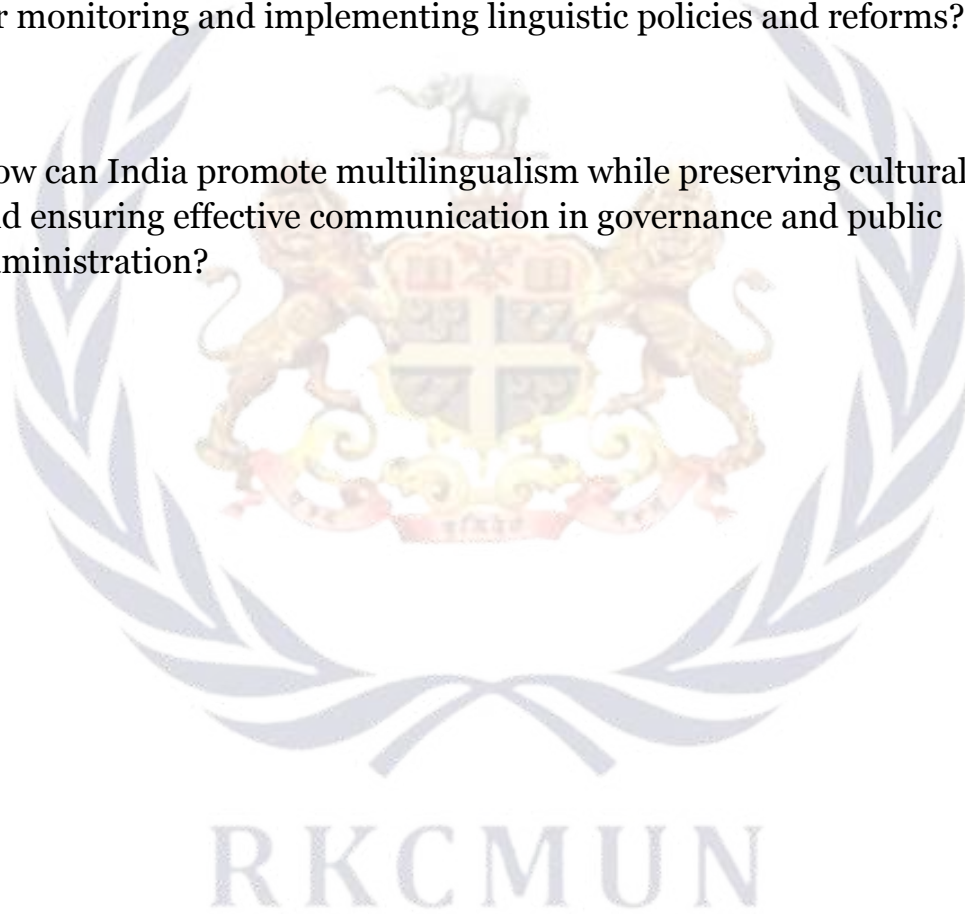 r monitoring and implementing linguistic policies and reforms?
ow can India promote multilingualism while preserving cultural
d ensuring effective communication in governance and public
ministration?
RKCMUN